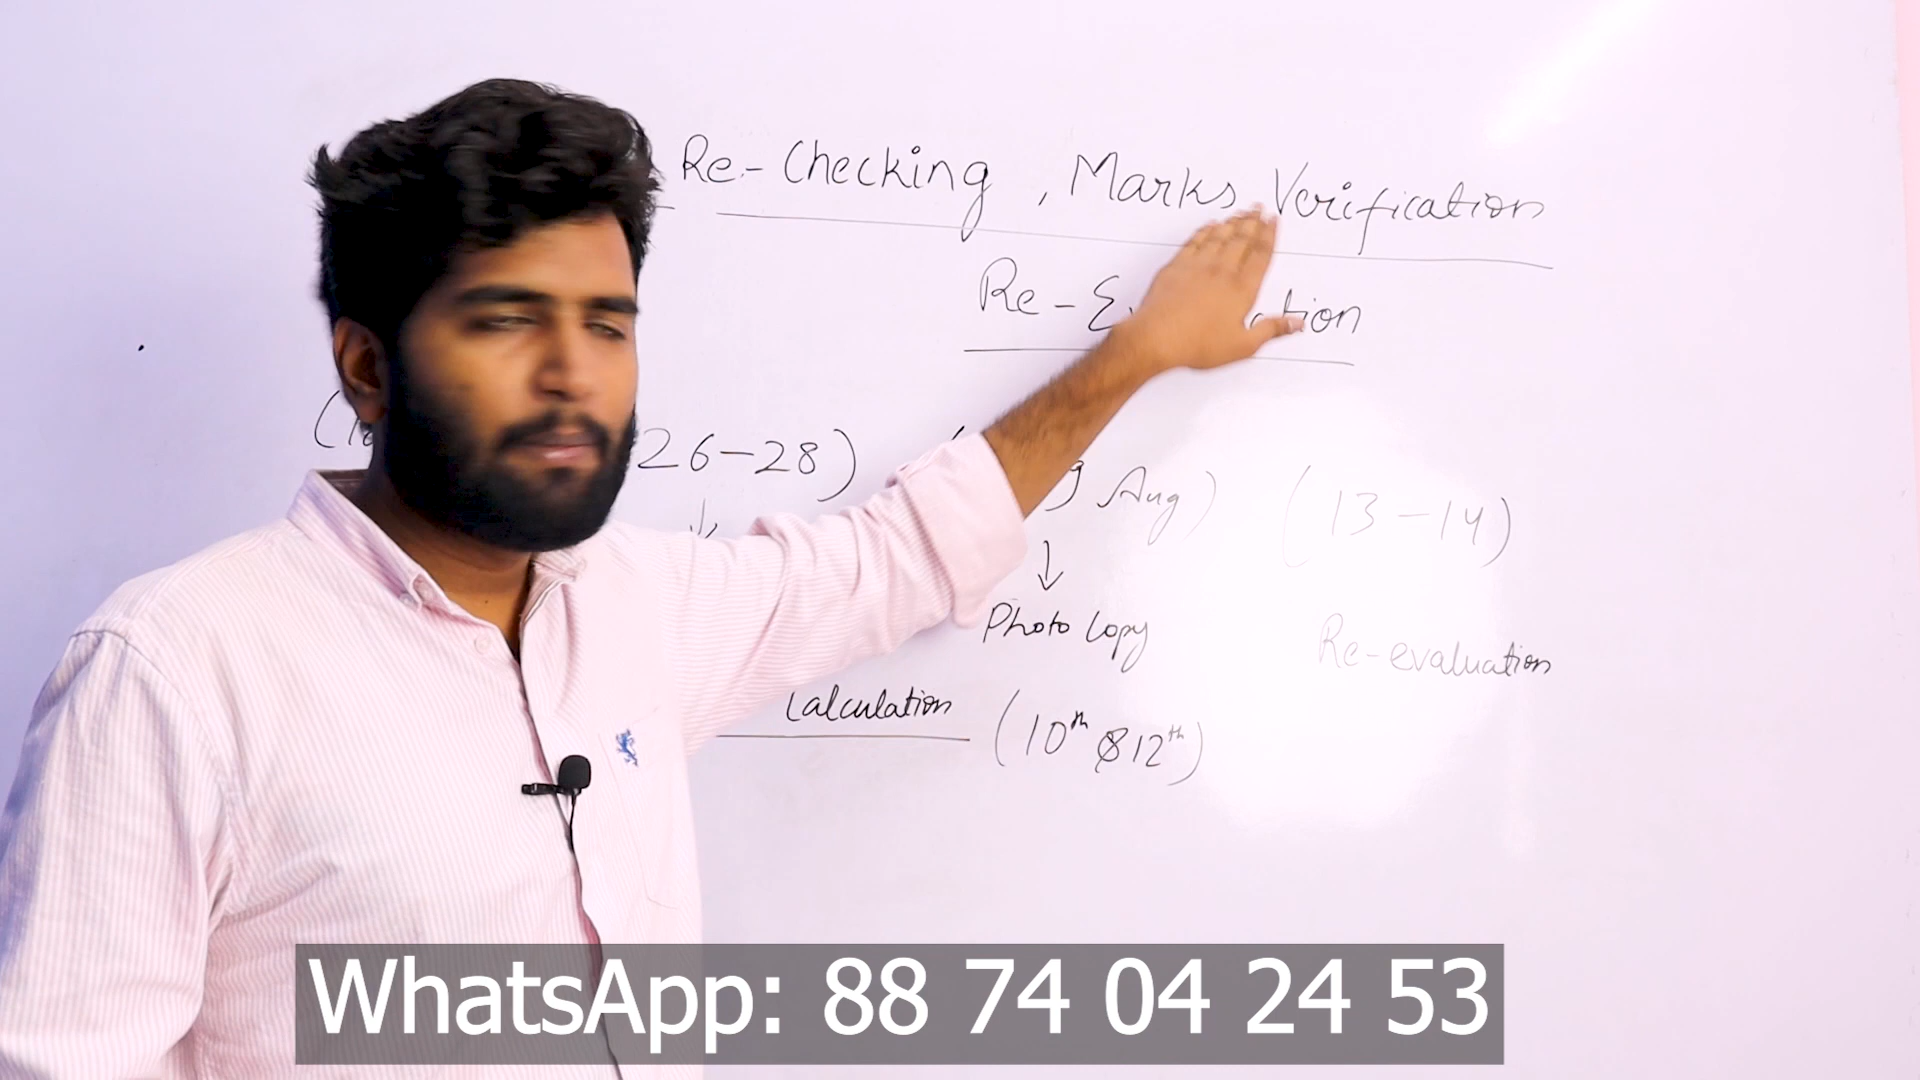 Re-Checking, Marks Verification
Re-
26-28)
Aug)
(13-14)
Photo Copy
Re-evaluation
Calculation (10th & 12th)
WhatsApp: 88 74 04 24 53